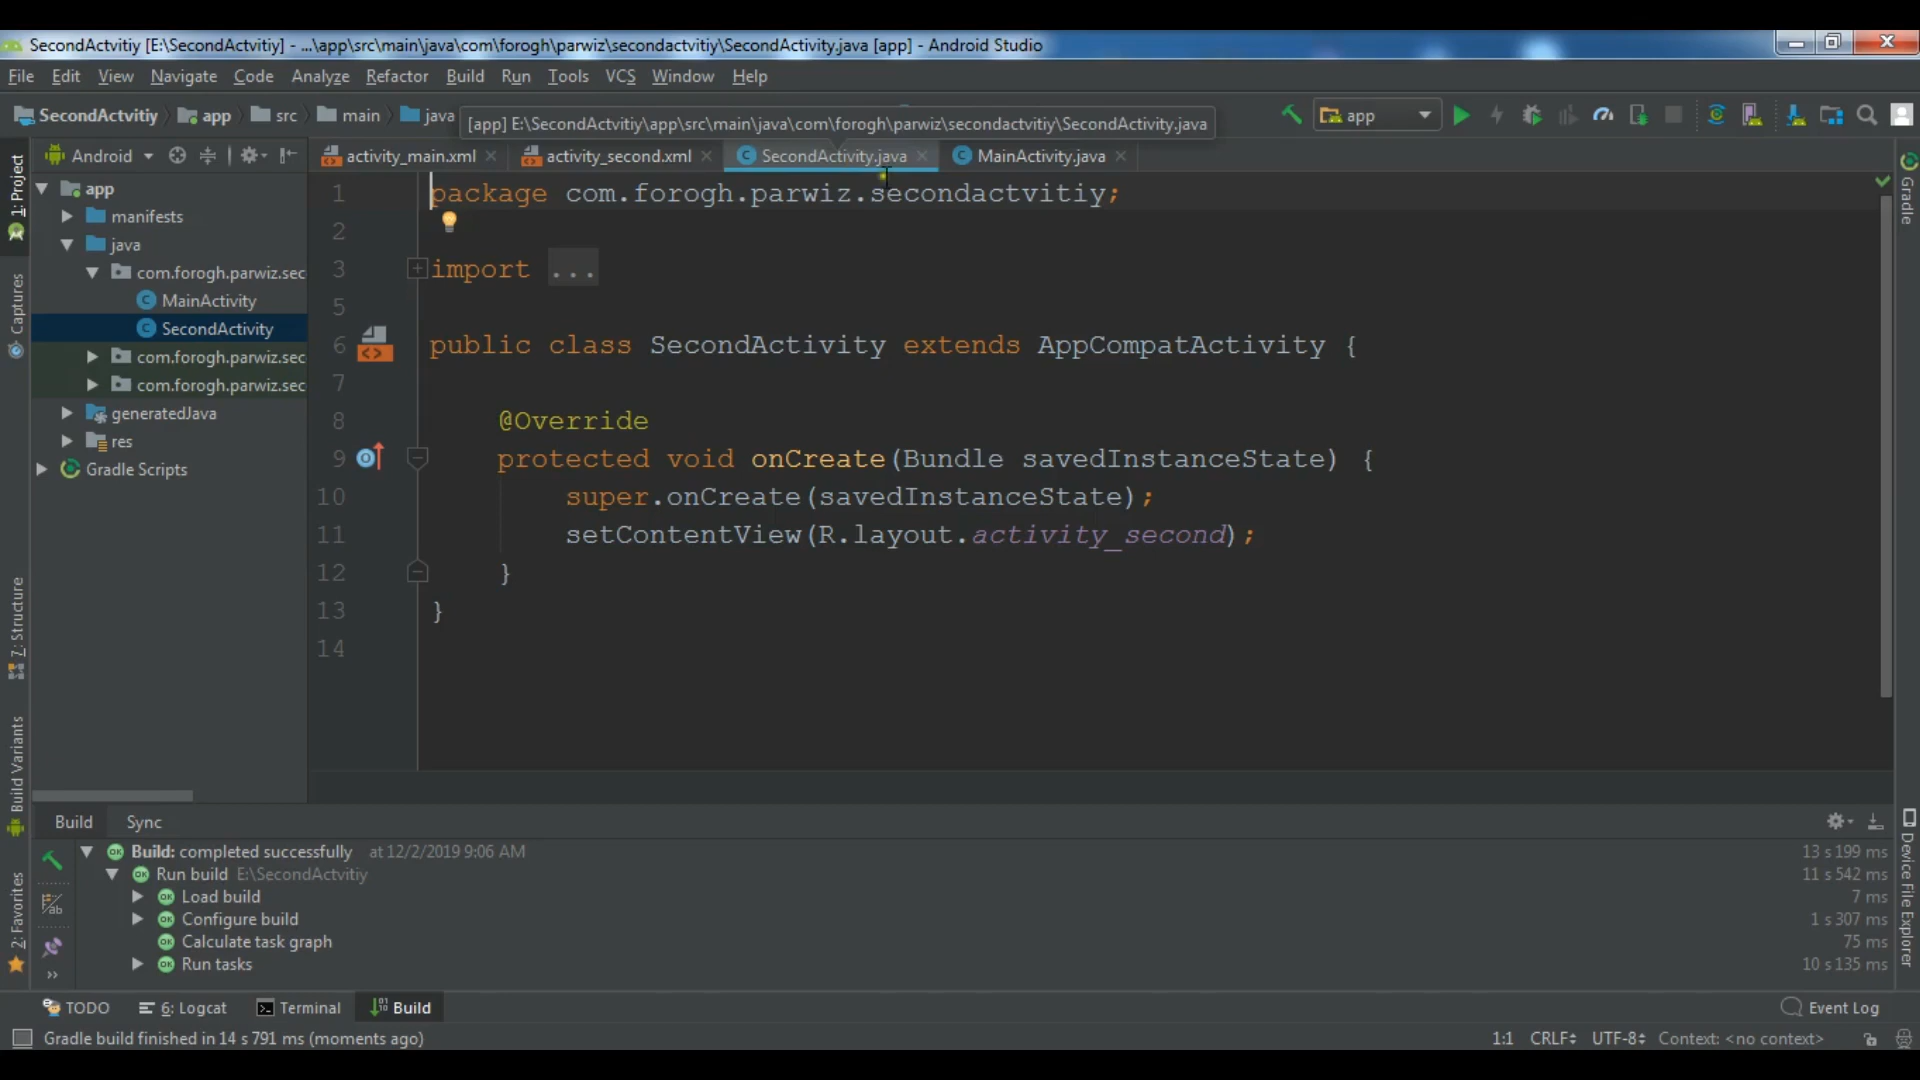 SecondActvitiy [E:\SecondActvitiy] - ...\app\src\main\java\com\forogh\parwiz\secondactvitiy\SecondActivity.java [app] - Android Studio
File Edit View Navigate Code Analyze Refactor Build Run Tools VCS Window Help
SecondActvitiy app src main java
[app] E:\SecondActvitiy\app\src\main\java\com\forogh\parwiz\secondactvitiy\SecondActivity.java
app
Android
activity_main.xml activity_second.xml SecondActivity.java MainActivity.java
1: Project
Captures
7: Structure
Build Variants
2: Favorites
app
manifests
java
com.forogh.parwiz.sec
MainActivity
SecondActivity
com.forogh.parwiz.sec
com.forogh.parwiz.sec
generatedJava
res
Gradle Scripts
1 package com.forogh.parwiz.secondactvitiy;
2
3 import ...
5
6 public class SecondActivity extends AppCompatActivity {
7
8 @Override
9 protected void onCreate(Bundle savedInstanceState) {
10 super.onCreate(savedInstanceState);
11 setContentView(R.layout.activity_second);
12 }
13 }
14
Gradle
Device File Explorer
Build Sync
Build: completed successfully at 12/2/2019 9:06 AM 13 s 199 ms
Run build E:\SecondActvitiy 11 s 542 ms
Load build 7 ms
Configure build 1 s 307 ms
Calculate task graph 75 ms
Run tasks 10 s 135 ms
TODO 6: Logcat Terminal Build Event Log
Gradle build finished in 14 s 791 ms (moments ago) 1:1 CRLF UTF-8 Context: <no context>